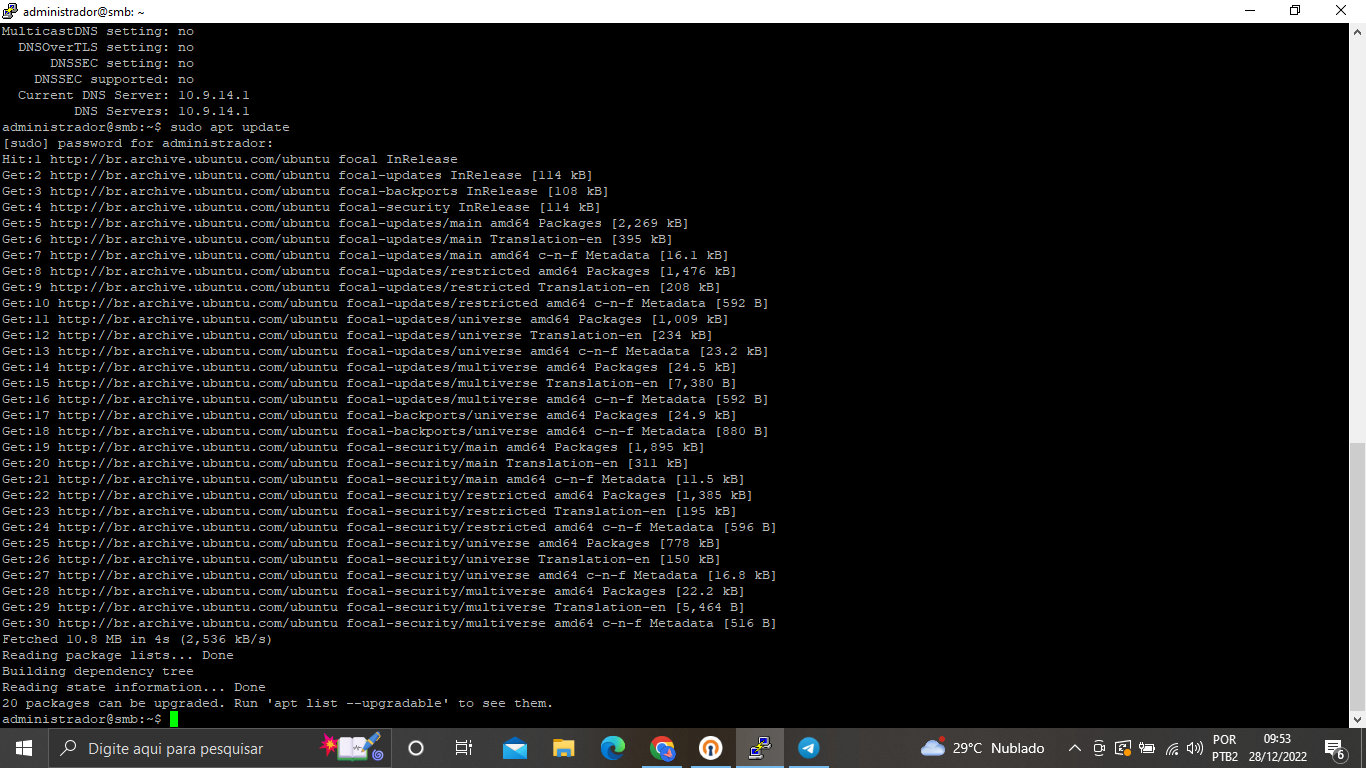 administrador@smb: ~
MulticastDNS setting: no
DNSOverTLS setting: no
DNSSEC setting: no
DNSSEC supported: no
Current DNS Server: 10.9.14.1
DNS Servers: 10.9.14.1
administrador@smb:~$ sudo apt update
[sudo] password for administrador:
Hit:1 http://br.archive.ubuntu.com/ubuntu focal InRelease
Get:2 http://br.archive.ubuntu.com/ubuntu focal-updates InRelease [114 kB]
Get:3 http://br.archive.ubuntu.com/ubuntu focal-backports InRelease [108 kB]
Get:4 http://br.archive.ubuntu.com/ubuntu focal-security InRelease [114 kB]
Get:5 http://br.archive.ubuntu.com/ubuntu focal-updates/main amd64 Packages [2,269 kB]
Get:6 http://br.archive.ubuntu.com/ubuntu focal-updates/main Translation-en [395 kB]
Get:7 http://br.archive.ubuntu.com/ubuntu focal-updates/main amd64 c-n-f Metadata [16.1 kB]
Get:8 http://br.archive.ubuntu.com/ubuntu focal-updates/restricted amd64 Packages [1,476 kB]
Get:9 http://br.archive.ubuntu.com/ubuntu focal-updates/restricted Translation-en [208 kB]
Get:10 http://br.archive.ubuntu.com/ubuntu focal-updates/restricted amd64 c-n-f Metadata [592 B]
Get:11 http://br.archive.ubuntu.com/ubuntu focal-updates/universe amd64 Packages [1,009 kB]
Get:12 http://br.archive.ubuntu.com/ubuntu focal-updates/universe Translation-en [234 kB]
Get:13 http://br.archive.ubuntu.com/ubuntu focal-updates/universe amd64 c-n-f Metadata [23.2 kB]
Get:14 http://br.archive.ubuntu.com/ubuntu focal-updates/multiverse amd64 Packages [24.5 kB]
Get:15 http://br.archive.ubuntu.com/ubuntu focal-updates/multiverse Translation-en [7,380 B]
Get:16 http://br.archive.ubuntu.com/ubuntu focal-updates/multiverse amd64 c-n-f Metadata [592 B]
Get:17 http://br.archive.ubuntu.com/ubuntu focal-backports/universe amd64 Packages [24.9 kB]
Get:18 http://br.archive.ubuntu.com/ubuntu focal-backports/universe amd64 c-n-f Metadata [880 B]
Get:19 http://br.archive.ubuntu.com/ubuntu focal-security/main amd64 Packages [1,895 kB]
Get:20 http://br.archive.ubuntu.com/ubuntu focal-security/main Translation-en [311 kB]
Get:21 http://br.archive.ubuntu.com/ubuntu focal-security/main amd64 c-n-f Metadata [11.5 kB]
Get:22 http://br.archive.ubuntu.com/ubuntu focal-security/restricted amd64 Packages [1,385 kB]
Get:23 http://br.archive.ubuntu.com/ubuntu focal-security/restricted Translation-en [195 kB]
Get:24 http://br.archive.ubuntu.com/ubuntu focal-security/restricted amd64 c-n-f Metadata [596 B]
Get:25 http://br.archive.ubuntu.com/ubuntu focal-security/universe amd64 Packages [778 kB]
Get:26 http://br.archive.ubuntu.com/ubuntu focal-security/universe Translation-en [150 kB]
Get:27 http://br.archive.ubuntu.com/ubuntu focal-security/universe amd64 c-n-f Metadata [16.8 kB]
Get:28 http://br.archive.ubuntu.com/ubuntu focal-security/multiverse amd64 Packages [22.2 kB]
Get:29 http://br.archive.ubuntu.com/ubuntu focal-security/multiverse Translation-en [5,464 B]
Get:30 http://br.archive.ubuntu.com/ubuntu focal-security/multiverse amd64 c-n-f Metadata [516 B]
Fetched 10.8 MB in 4s (2,536 kB/s)
Reading package lists... Done
Building dependency tree
Reading state information... Done
20 packages can be upgraded. Run 'apt list --upgradable' to see them.
administrador@smb:~$
Digite aqui para pesquisar
29°C Nublado
POR
PTB2
09:53
28/12/2022
6